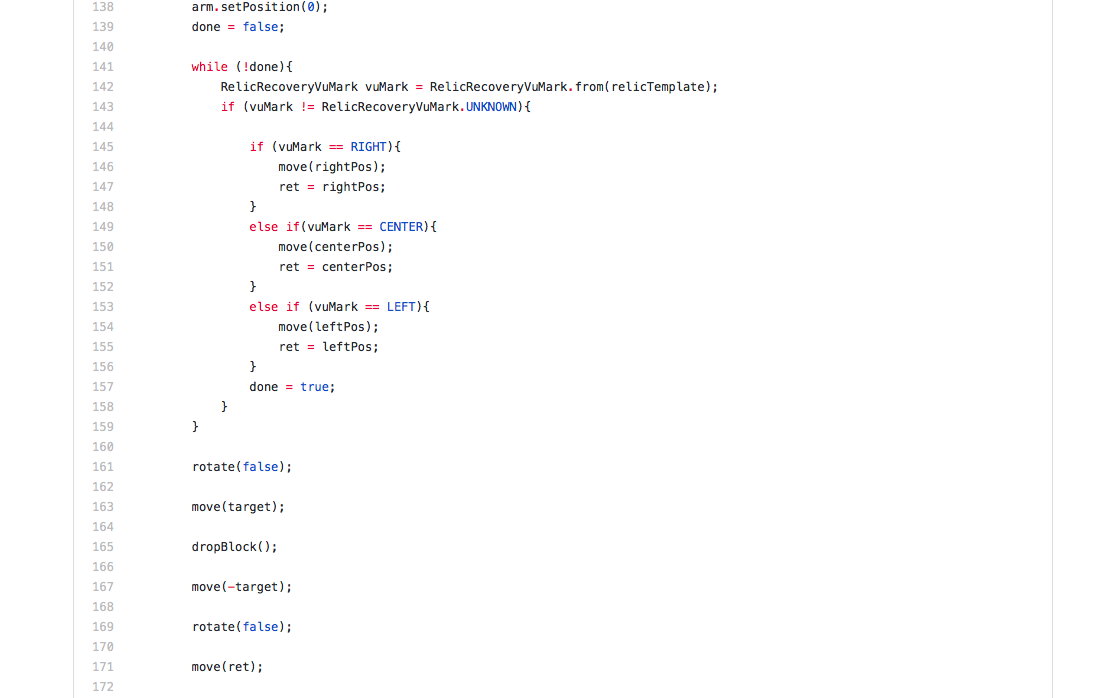 138 arm.setPosition(0);
139 done = false;
140
141 while (!done){
142 RelicRecoveryVuMark vuMark = RelicRecoveryVuMark.from(relicTemplate);
143 if (vuMark != RelicRecoveryVuMark.UNKNOWN){
144
145 if (vuMark == RIGHT){
146 move(rightPos);
147 ret = rightPos;
148 }
149 else if(vuMark == CENTER){
150 move(centerPos);
151 ret = centerPos;
152 }
153 else if (vuMark == LEFT){
154 move(leftPos);
155 ret = leftPos;
156 }
157 done = true;
158 }
159 }
160
161 rotate(false);
162
163 move(target);
164
165 dropBlock();
166
167 move(-target);
168
169 rotate(false);
170
171 move(ret);
172